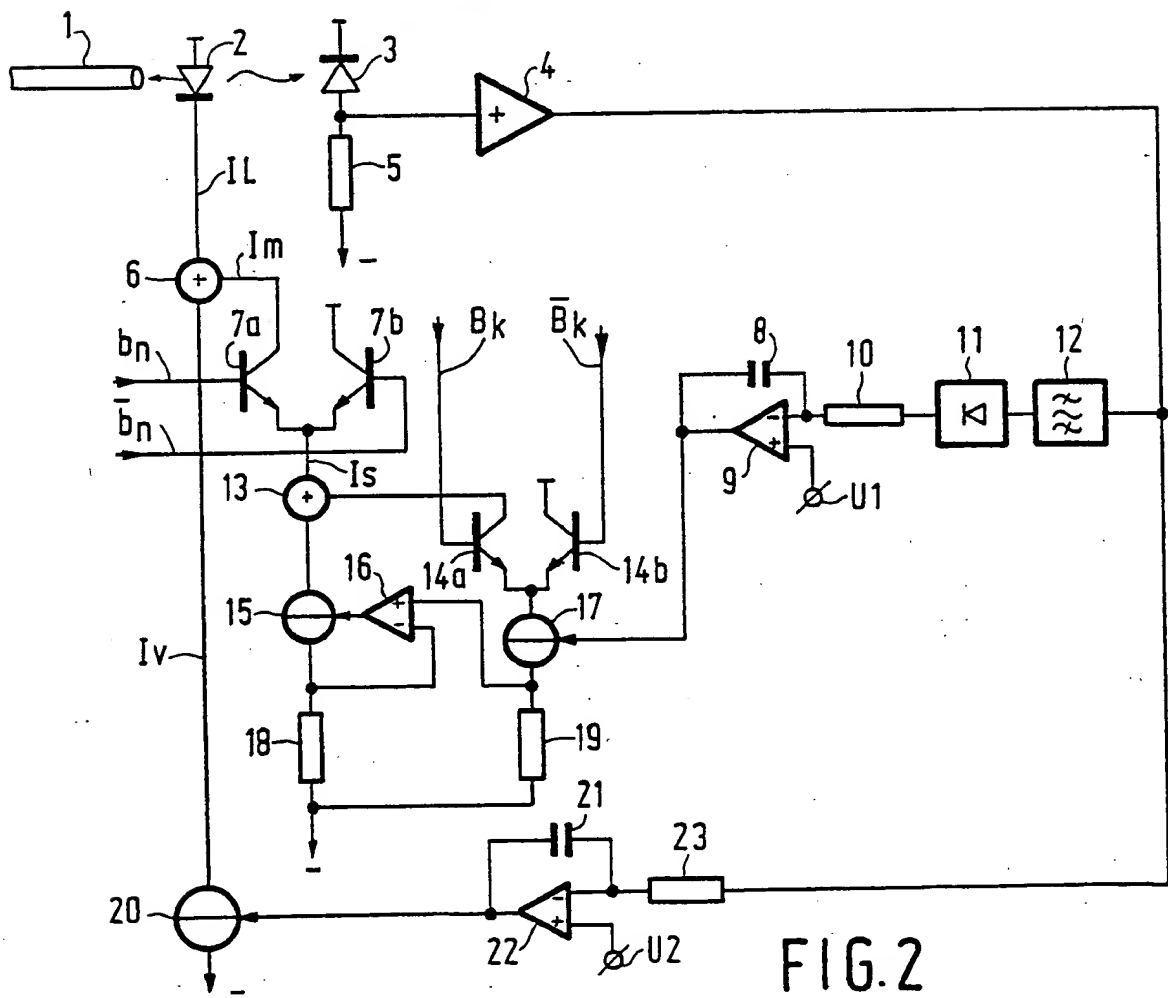 1
2
3
4
5
IL
Im
6
+
+
-
7a
7b
Bk
B̅k
bn
b̅n
8
10
11
12
-
+
9
U1
Is
13
+
14a
14b
16
+
-
15
17
Iv
18
19
-
21
23
20
-
+
22
U2
-
FIG.2